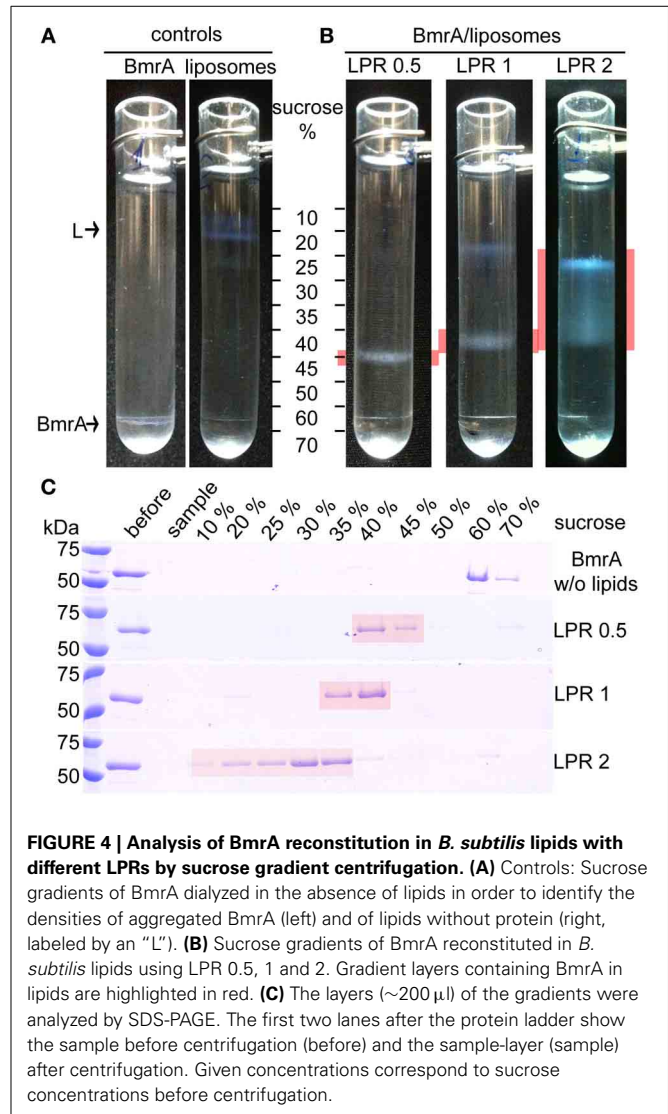 A controls B BmrA/liposomes
BmrA liposomes LPR 0.5 LPR 1 LPR 2
sucrose
%
L
10
20
25
30
35
40
45
50
60
70
BmrA
C
kDa before sample 10 % 20 % 25 % 30 % 35 % 40 % 45 % 50 % 60 % 70 % sucrose
75
50
BmrA
w/o lipids
75
50
LPR 0.5
75
50
LPR 1
75
50
LPR 2
FIGURE 4 | Analysis of BmrA reconstitution in B. subtilis lipids with
different LPRs by sucrose gradient centrifugation. (A) Controls: Sucrose
gradients of BmrA dialyzed in the absence of lipids in order to identify the
densities of aggregated BmrA (left) and of lipids without protein (right,
labeled by an “L”). (B) Sucrose gradients of BmrA reconstituted in B.
subtilis lipids using LPR 0.5, 1 and 2. Gradient layers containing BmrA in
lipids are highlighted in red. (C) The layers (∼200 μl) of the gradients were
analyzed by SDS-PAGE. The first two lanes after the protein ladder show
the sample before centrifugation (before) and the sample-layer (sample)
after centrifugation. Given concentrations correspond to sucrose
concentrations before centrifugation.